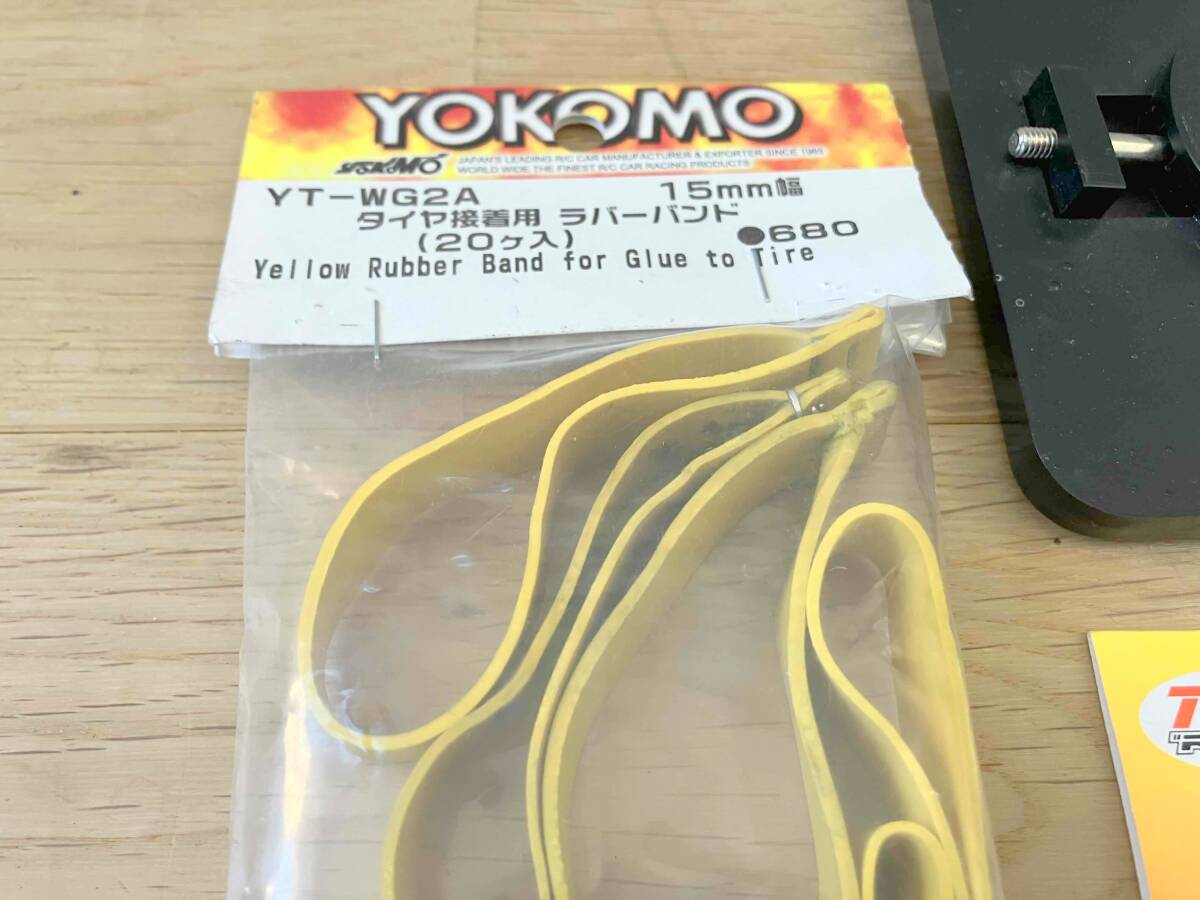 YOKOMO
YOKOMO
JAPAN'S LEADING R/C CAR MANUFACTURER & EXPORTER SINCE 1969
WORLD WIDE THE FINEST R/C CAR RACING PRODUCTS
YT-WG2A 15mm幅
タイヤ接着用 ラバーバンド
(20ヶ入) ●680
Yellow Rubber Band for Glue to Tire